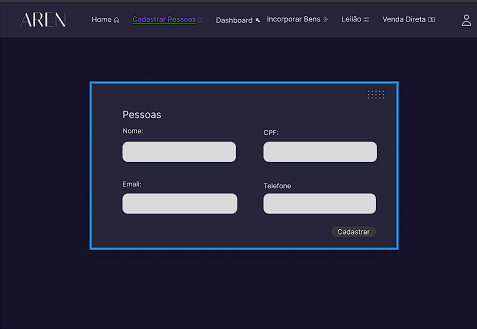 AREN
Home
Cadastrar Pessoas
Dashboard
Incorporar Bens
Leilão
Venda Direta
Pessoas
Nome:
CPF:
Email:
Telefone
Cadastrar